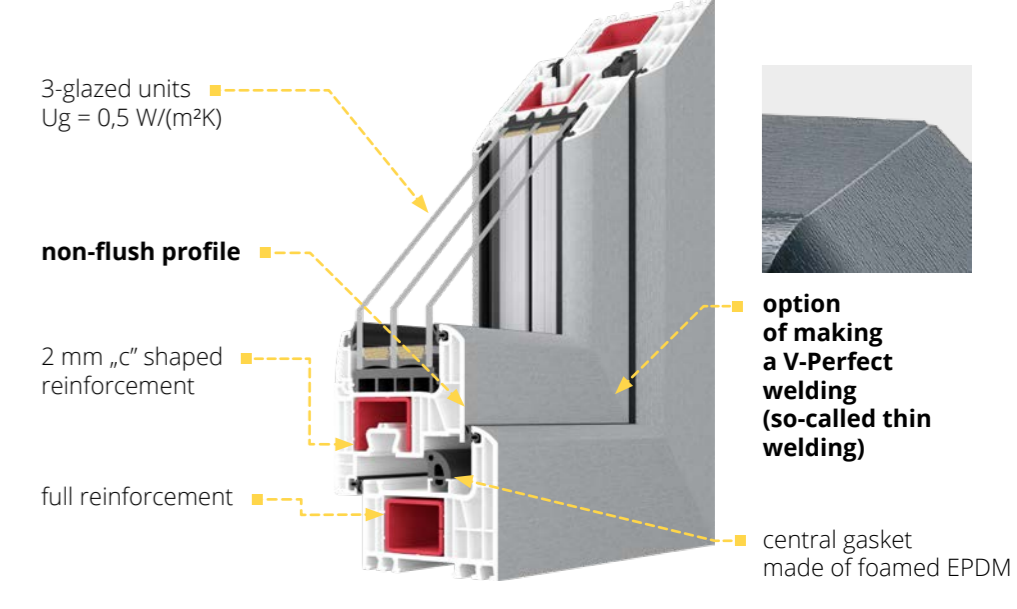 3-glazed units
Ug = 0,5 W/(m²K)
non-flush profile
2 mm „c” shaped
reinforcement
full reinforcement
option
of making
a V-Perfect
welding
(so-called thin
welding)
central gasket
made of foamed EPDM